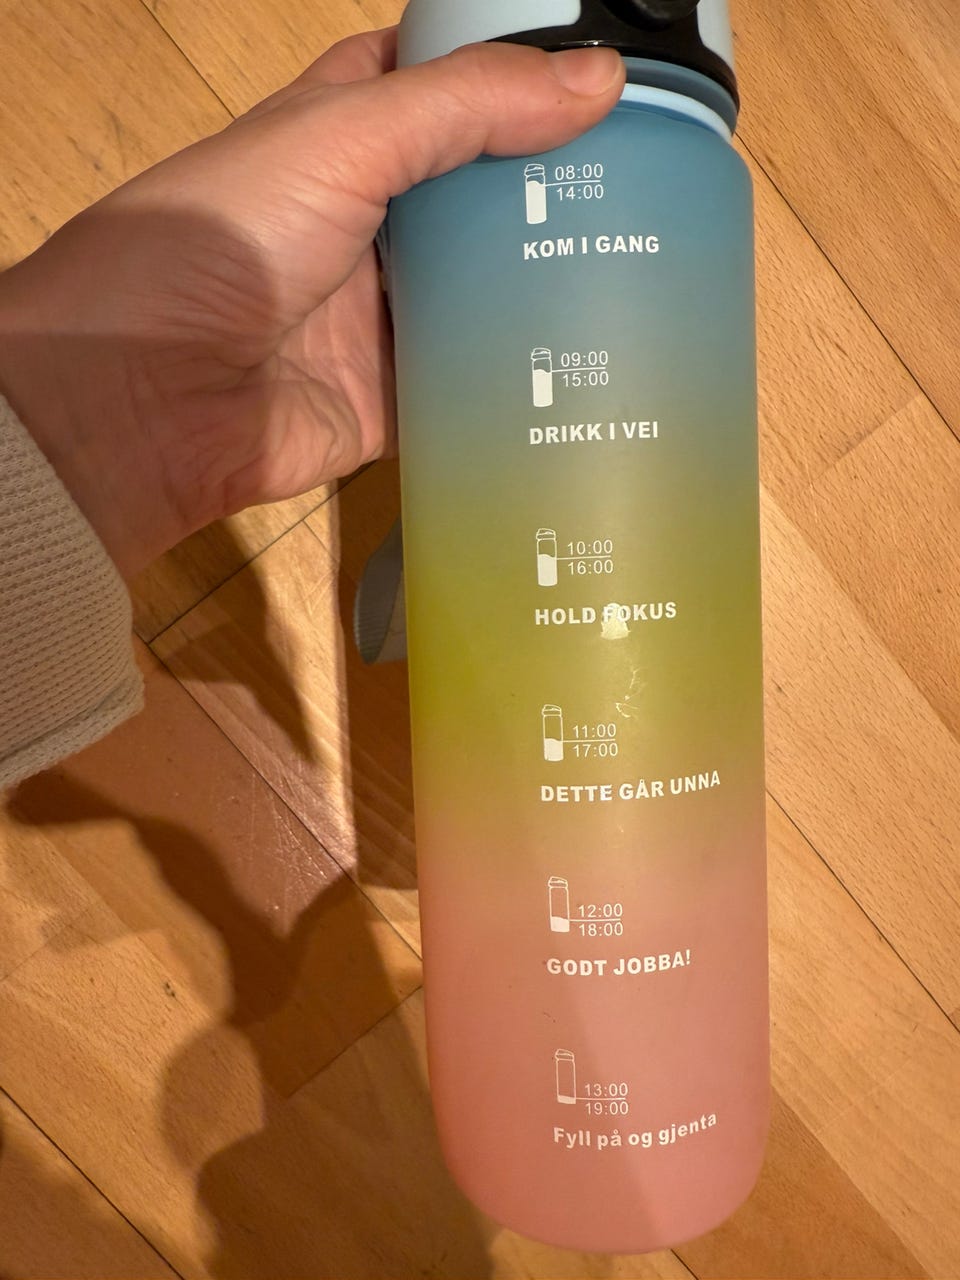 08:00
14:00
KOM I GANG
09:00
15:00
DRIKK I VEI
10:00
16:00
HOLD FOKUS
11:00
17:00
DETTE GÅR UNNA
12:00
18:00
GODT JOBBA!
13:00
19:00
Fyll på og gjenta